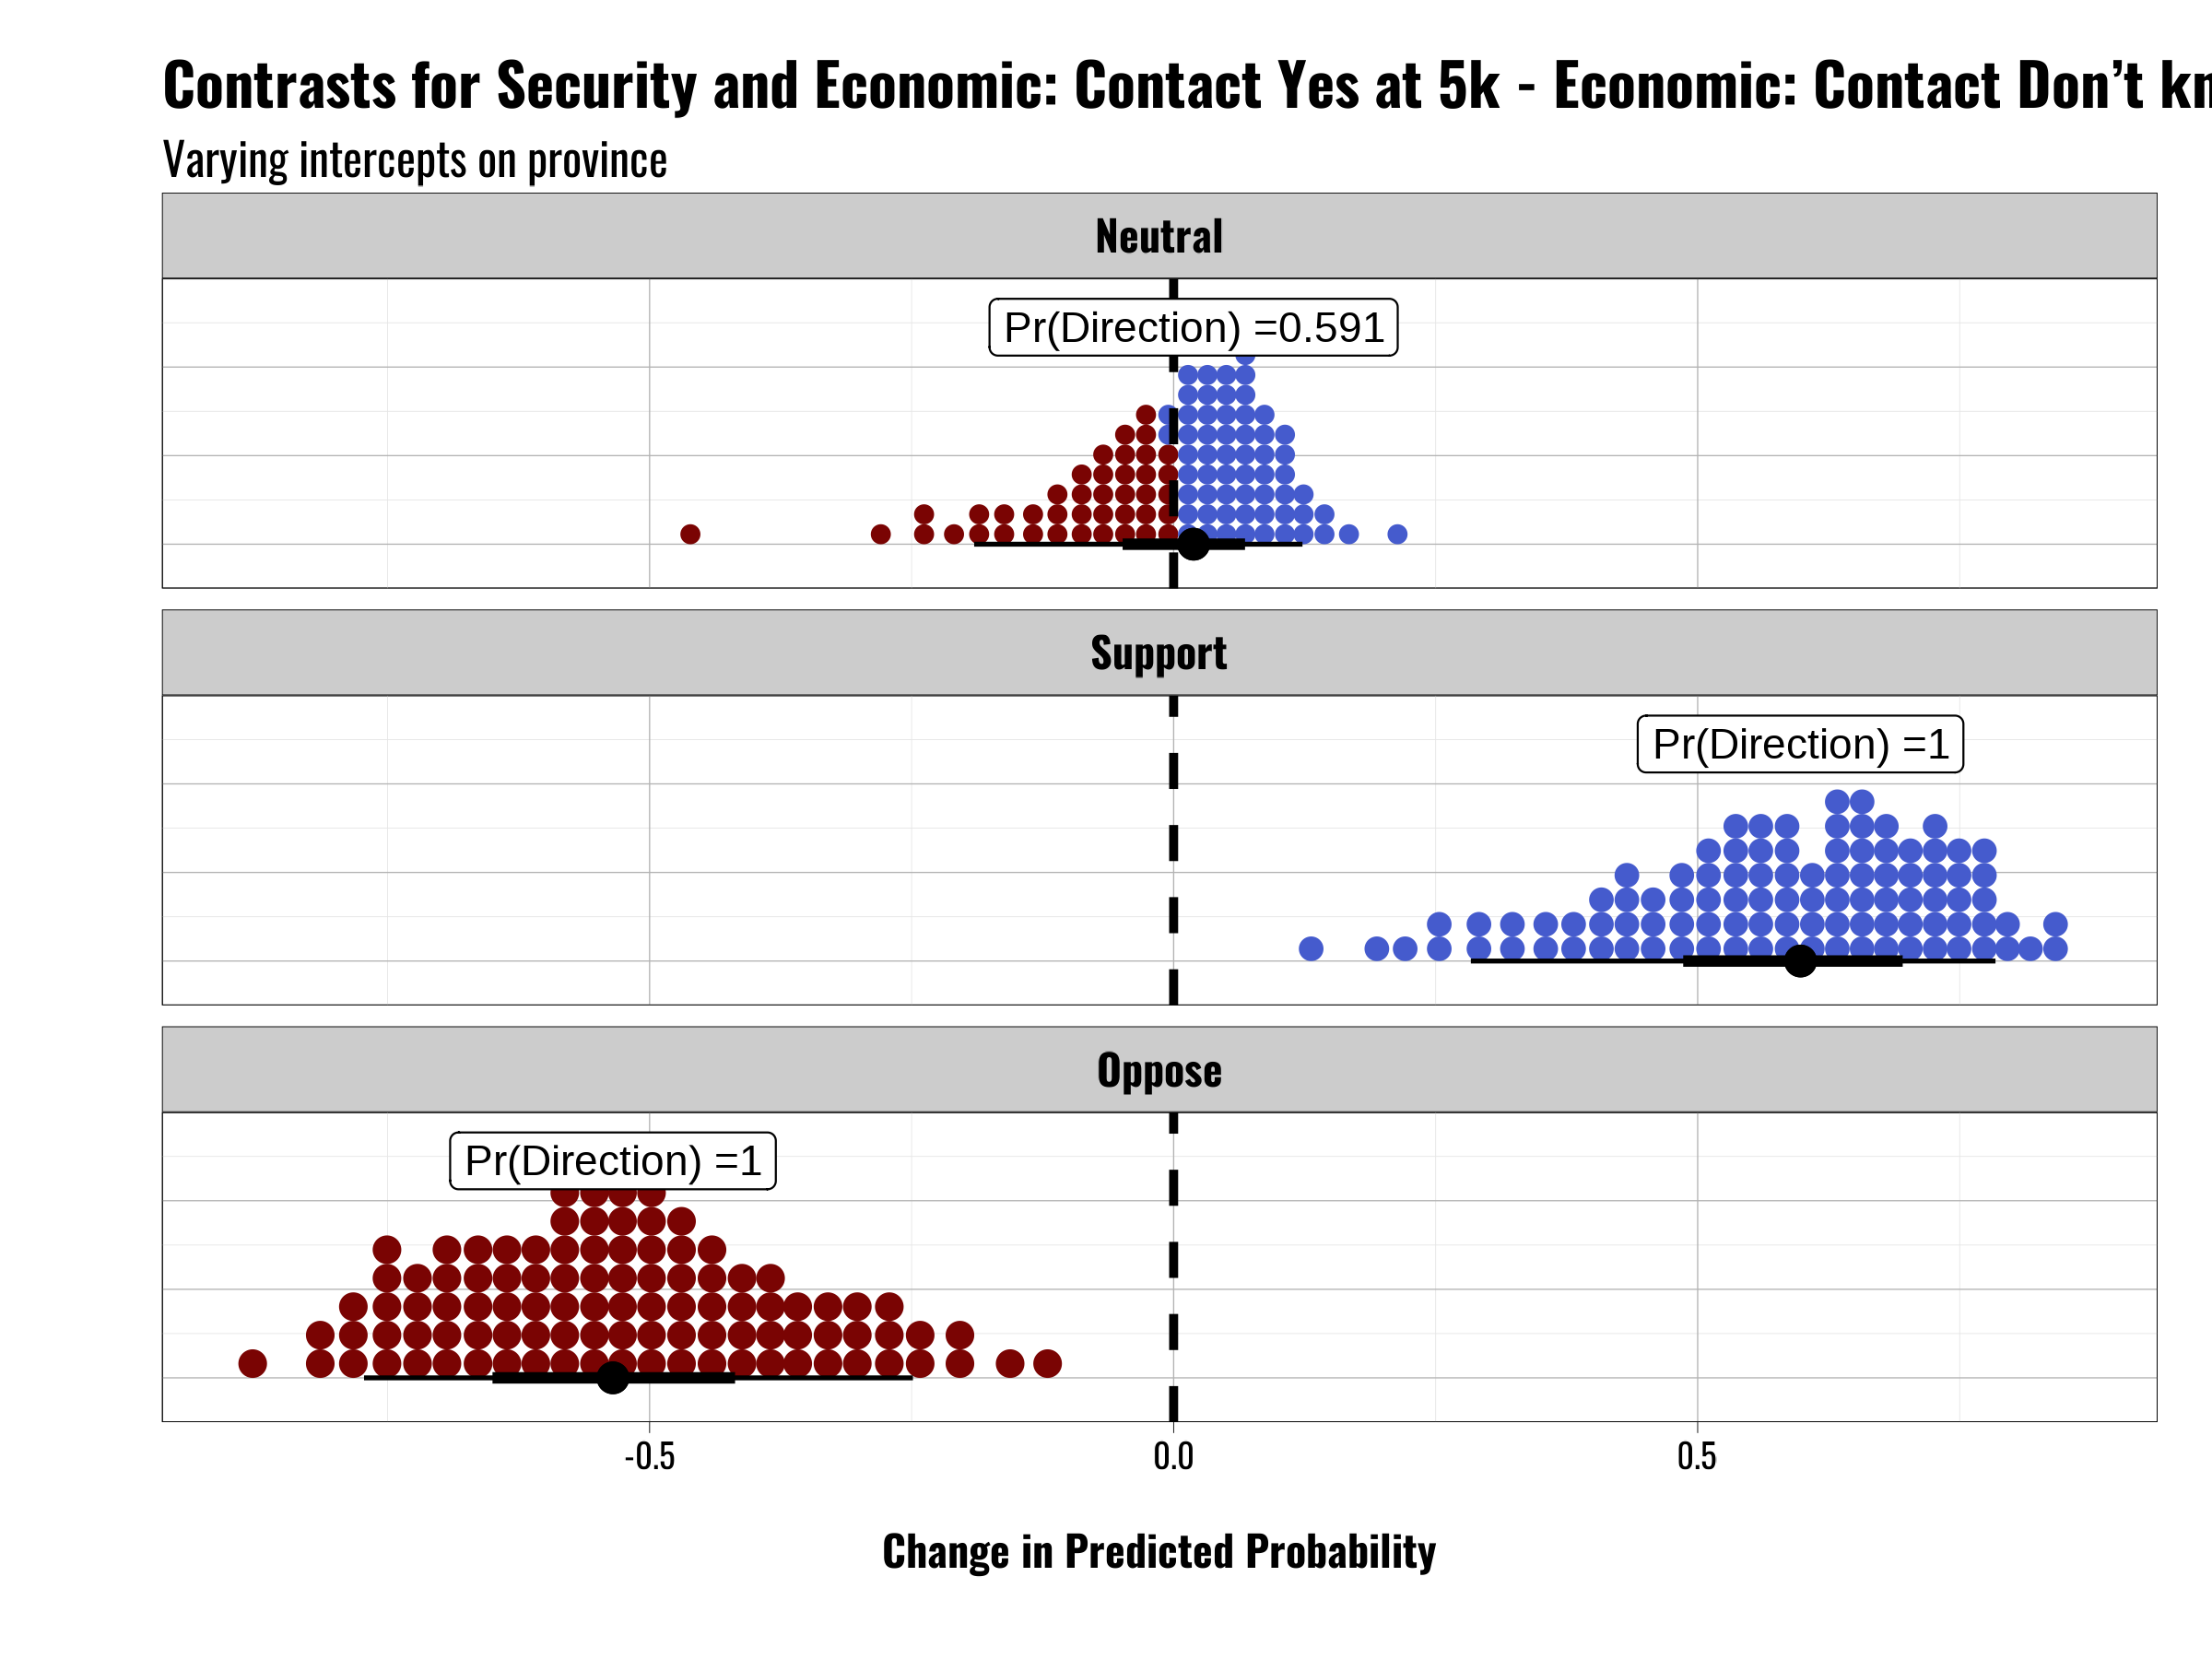 Contrasts for Security and Economic: Contact Yes at 5k - Economic: Contact Don’t
Varying intercepts on province
Neutral
Pr(Direction) =0.591
Support
Pr(Direction) =1
Oppose
Pr(Direction) =1
-0.5 0.0 0.5
Change in Predicted Probability